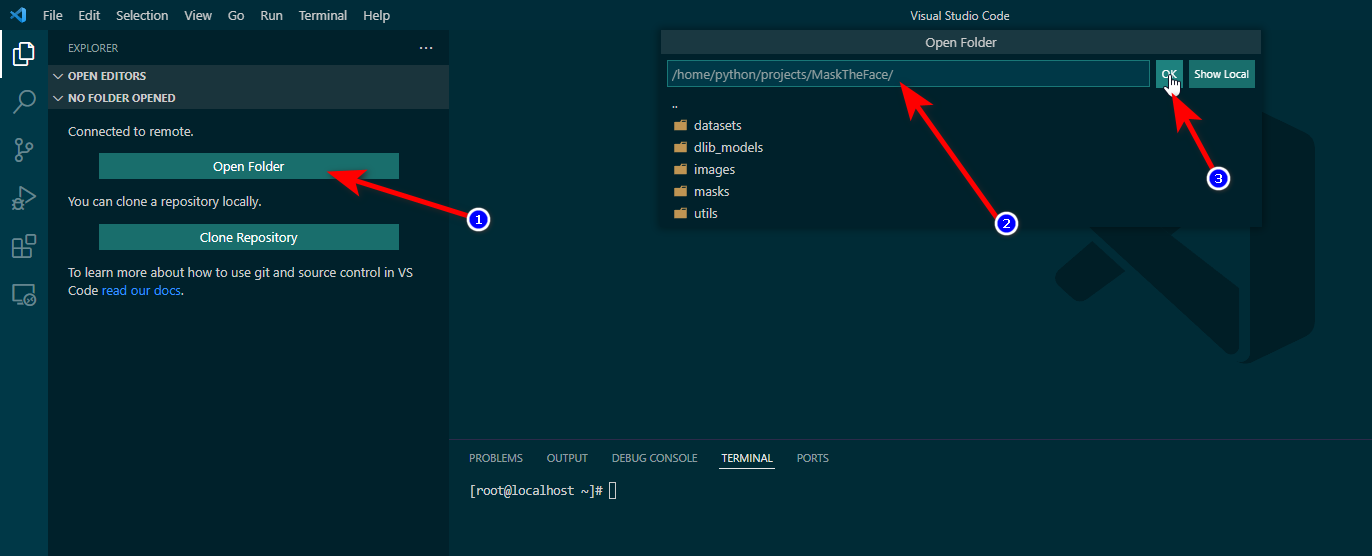 File Edit Selection View Go Run Terminal Help Visual Studio Code
EXPLORER ···
OPEN EDITORS
NO FOLDER OPENED
Connected to remote.
Open Folder
You can clone a repository locally.
Clone Repository
To learn more about how to use git and source control in VS
Code read our docs.
1
Open Folder
/home/python/projects/MaskTheFace/ OK Show Local
..
datasets
dlib_models
images
masks
utils
2
3
PROBLEMS OUTPUT DEBUG CONSOLE TERMINAL PORTS
[root@localhost ~]#